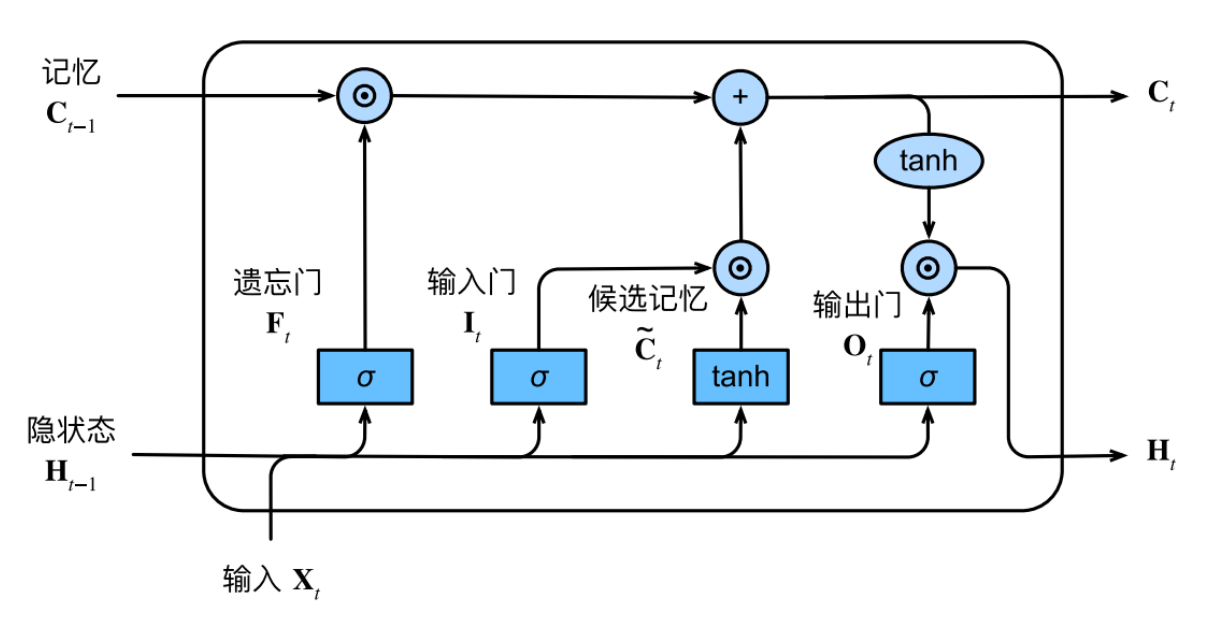 记忆
C_{t-1}
⊙
+
C_t
tanh
遗忘门
F_t
输入门
I_t
候选记忆
C̃_t
⊙
输出门
O_t
⊙
σ
σ
tanh
σ
隐状态
H_{t-1}
H_t
输入 X_t